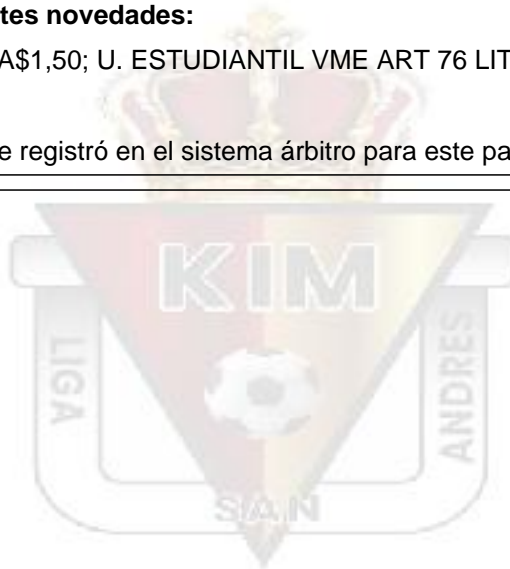 tes novedades:
A$1,50; U. ESTUDIANTIL VME ART 76 LIT
e registró en el sistema árbitro para este pa
KIM
LIGA
ANDRES
SAN